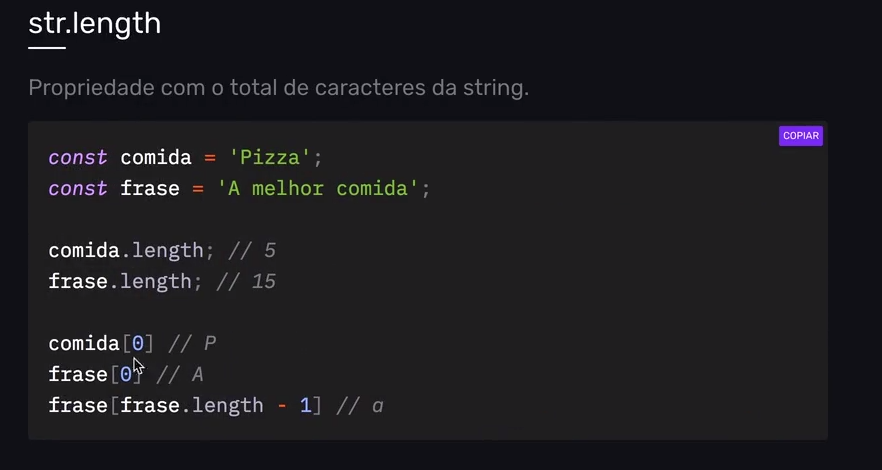 str.length
Propriedade com o total de caracteres da string.
COPIAR
const comida = 'Pizza';
const frase = 'A melhor comida';
comida.length; // 5
frase.length; // 15
comida[0] // P
frase[0] // A
frase[frase.length - 1] // a